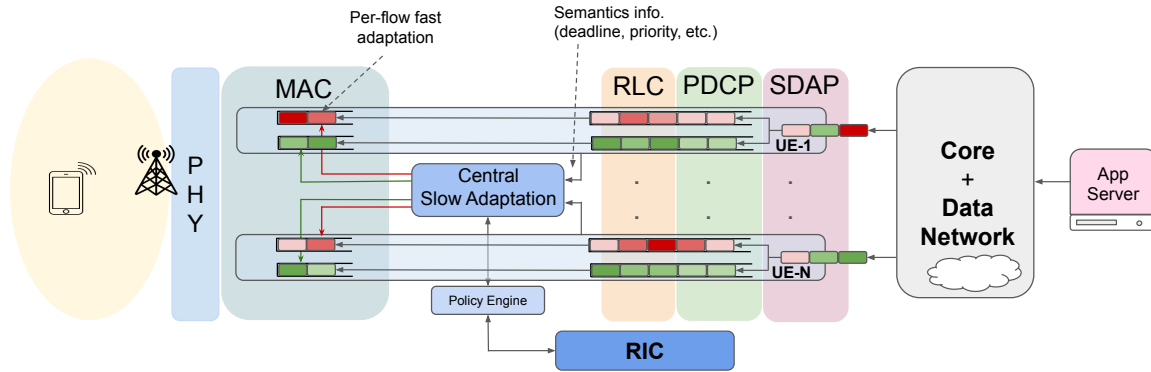 Per-flow fast
adaptation
Semantics info.
(deadline, priority, etc.)
MAC
RLC
PDCP
SDAP
UE-1
P
H
Y
Central
Slow Adaptation
Core
+
Data
Network
App
Server
UE-N
Policy Engine
RIC